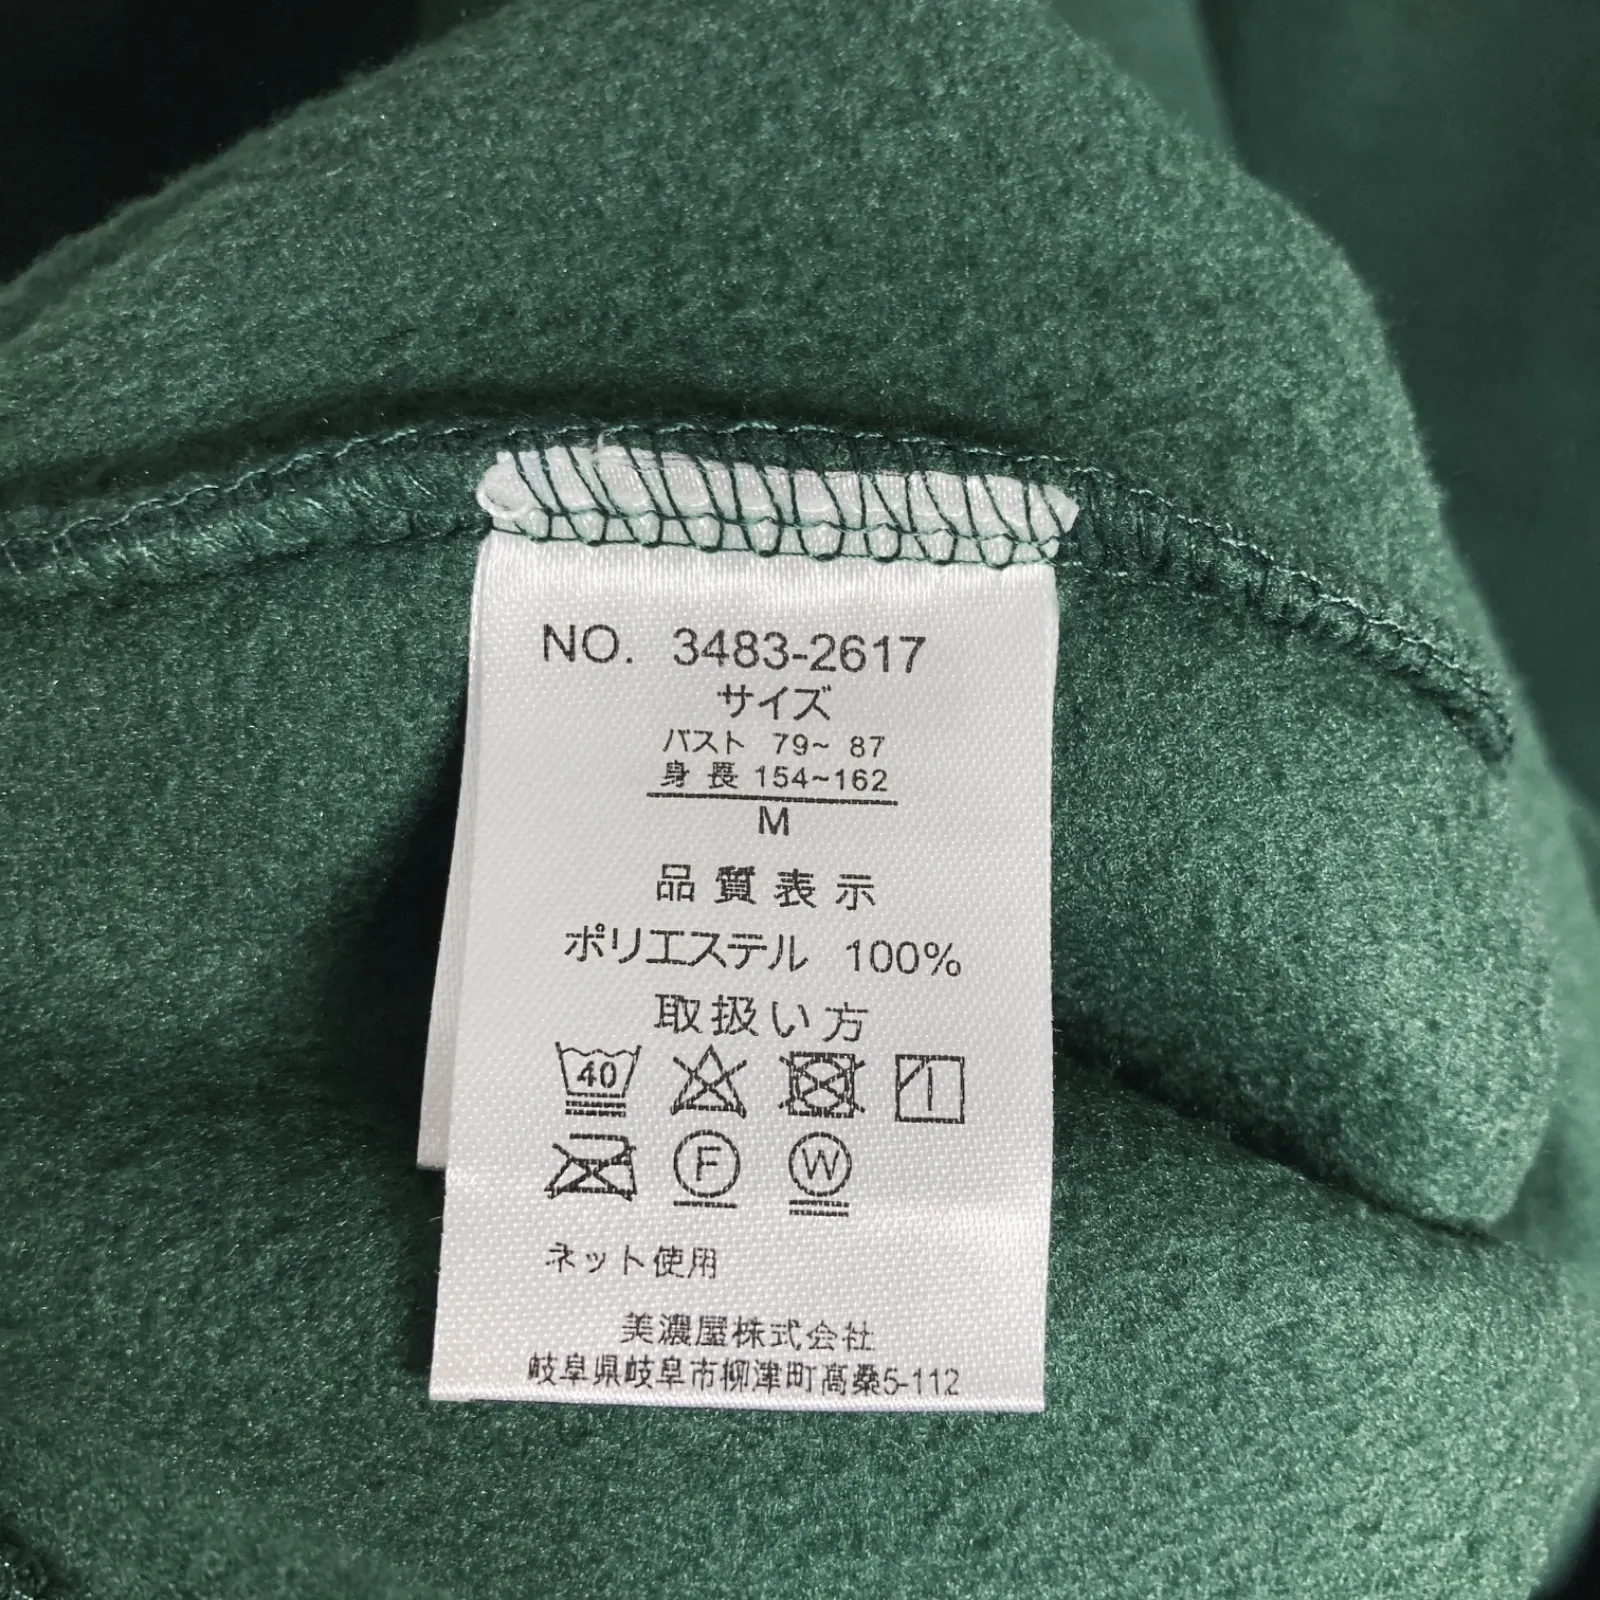 NO. 3483-2617
サイズ
バスト 79~ 87
身 長 154~162
M
品質表示
ポリエステル 100%
取扱い方
40
F W
ネット使用
美濃屋株式会社
岐阜県岐阜市柳津町高桑5-112